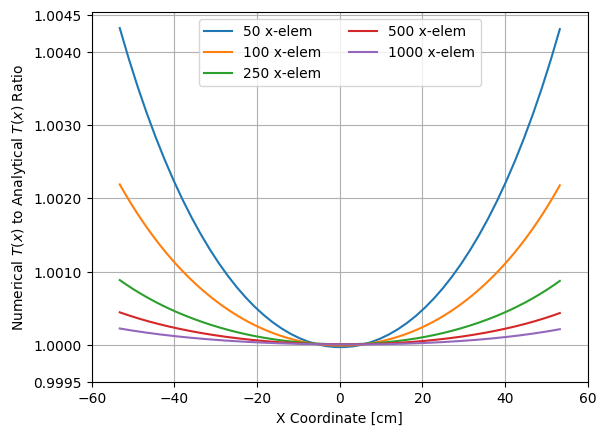 50 x-elem
100 x-elem
250 x-elem
500 x-elem
1000 x-elem
Numerical T(x) to Analytical T(x) Ratio
1.0045
1.0040
1.0030
1.0020
1.0010
1.0000
0.9995
−60
−40
−20
0
20
40
60
X Coordinate [cm]